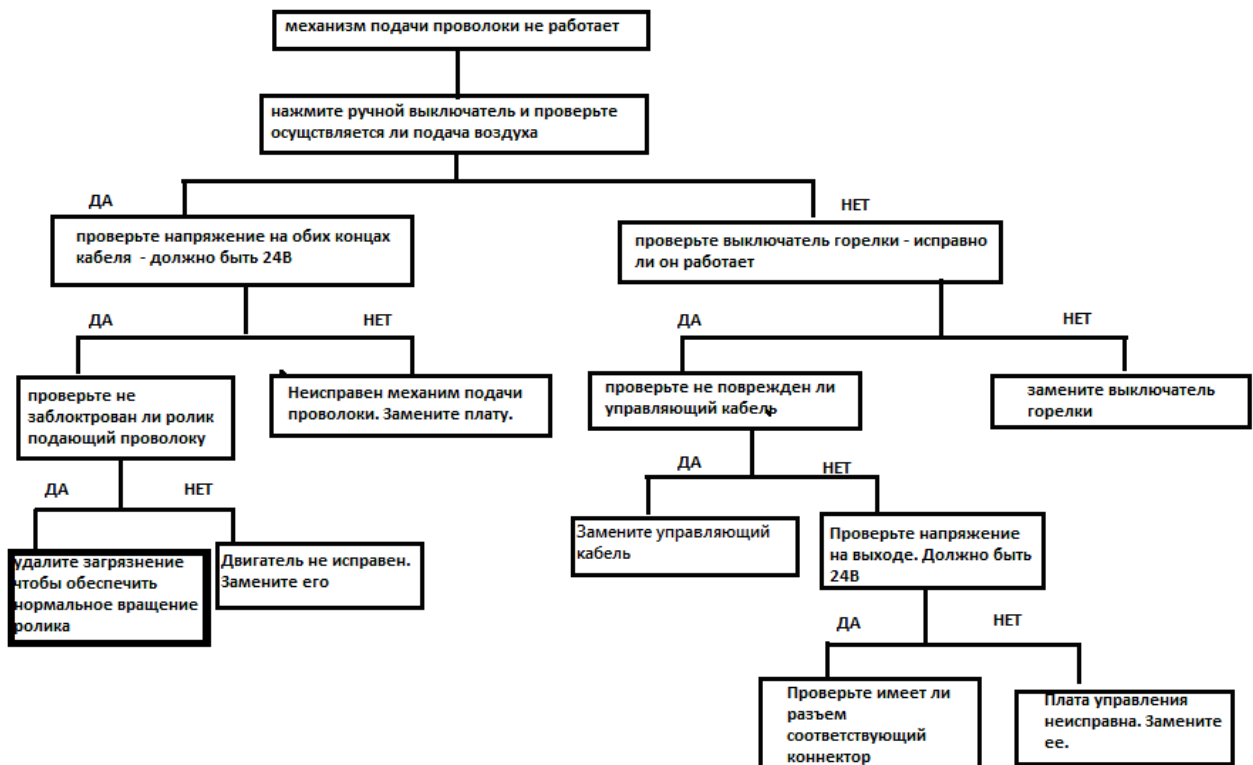 механизм подачи проволоки не работает
нажмите ручной выключатель и проверьте
осущствляется ли подача воздуха
ДА
НЕТ
проверьте напряжение на обих концах
кабеля - должно быть 24В
проверьте выключатель горелки - исправно
ли он работает
ДА
НЕТ
ДА
НЕТ
проверьте не
заблоктрован ли ролик
подающий проволоку
Неисправен механим подачи
проволоки. Замените плату.
проверьте не поврежден ли
управляющий кабель
замените выключатель
горелки
ДА
НЕТ
ДА
НЕТ
удалите загрязнение
чтобы обеспечить
нормальное вращение
ролика
Двигатель не исправен.
Замените его
Замените управляющий
кабель
Проверьте напряжение
на выходе. Должно быть
24В
ДА
НЕТ
Проверьте имеет ли
разъем
соответствующий
коннектор
Плата управления
неисправна. Замените
ее.